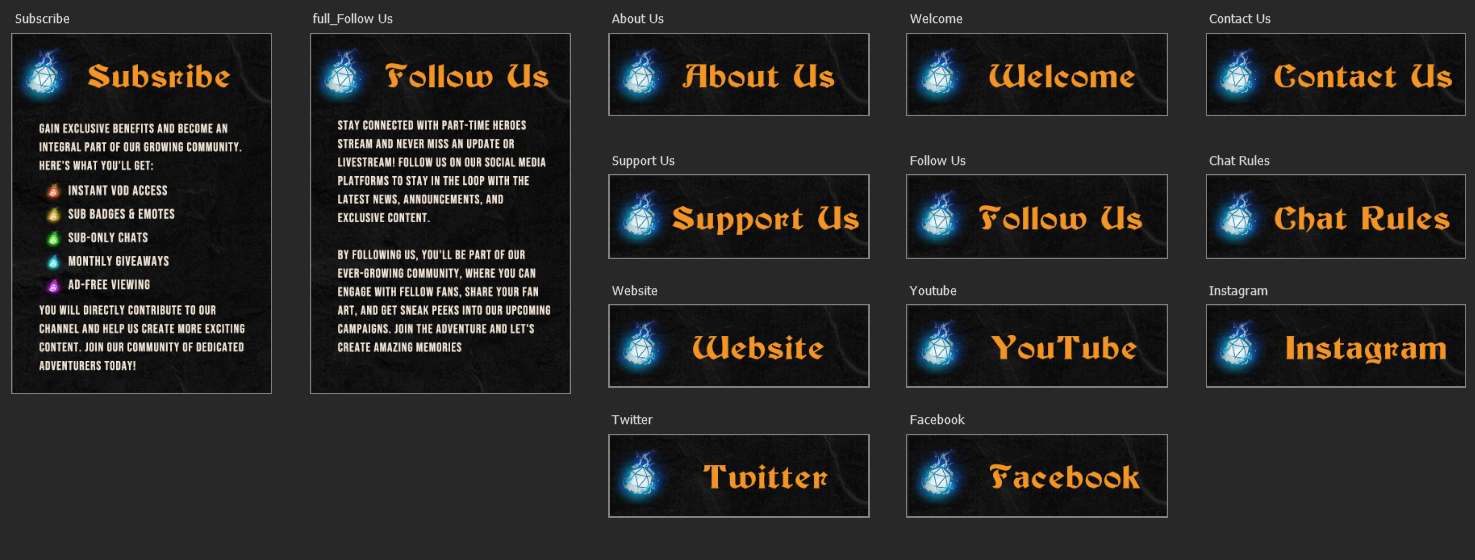 Subscribe
Subsribe
GAIN EXCLUSIVE BENEFITS AND BECOME AN
INTEGRAL PART OF OUR GROWING COMMUNITY.
HERE'S WHAT YOU'LL GET:
INSTANT VOD ACCESS
SUB BADGES & EMOTES
SUB-ONLY CHATS
MONTHLY GIVEAWAYS
AD-FREE VIEWING
YOU WILL DIRECTLY CONTRIBUTE TO OUR
CHANNEL AND HELP US CREATE MORE EXCITING
CONTENT. JOIN OUR COMMUNITY OF DEDICATED
ADVENTURERS TODAY!
full_Follow Us
Follow Us
STAY CONNECTED WITH PART-TIME HEROES
STREAM AND NEVER MISS AN UPDATE OR
LIVESTREAM! FOLLOW US ON OUR SOCIAL MEDIA
PLATFORMS TO STAY IN THE LOOP WITH THE
LATEST NEWS, ANNOUNCEMENTS, AND
EXCLUSIVE CONTENT.
BY FOLLOWING US, YOU'LL BE PART OF OUR
EVER-GROWING COMMUNITY, WHERE YOU CAN
ENGAGE WITH FELLOW FANS, SHARE YOUR FAN
ART, AND GET SNEAK PEEKS INTO OUR UPCOMING
CAMPAIGNS. JOIN THE ADVENTURE AND LET'S
CREATE AMAZING MEMORIES
About Us
About Us
Welcome
Welcome
Contact Us
Contact Us
Support Us
Support Us
Follow Us
Follow Us
Chat Rules
Chat Rules
Website
Website
Youtube
YouTube
Instagram
Instagram
Twitter
Twitter
Facebook
Facebook